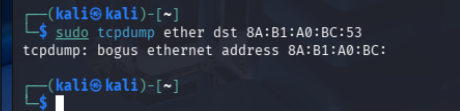 ┌──(kali㉿kali)-[~]
└─$ sudo tcpdump ether dst 8A:B1:A0:BC:53
tcpdump: bogus ethernet address 8A:B1:A0:BC:
┌──(kali㉿kali)-[~]
└─$